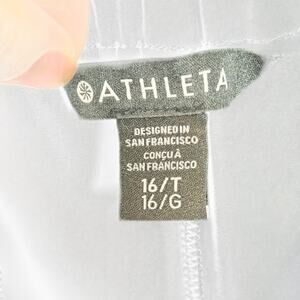 ATHLETA
DESIGNED IN
SAN FRANCISCO
CONÇU À
SAN FRANCISCO
16/T
16/G